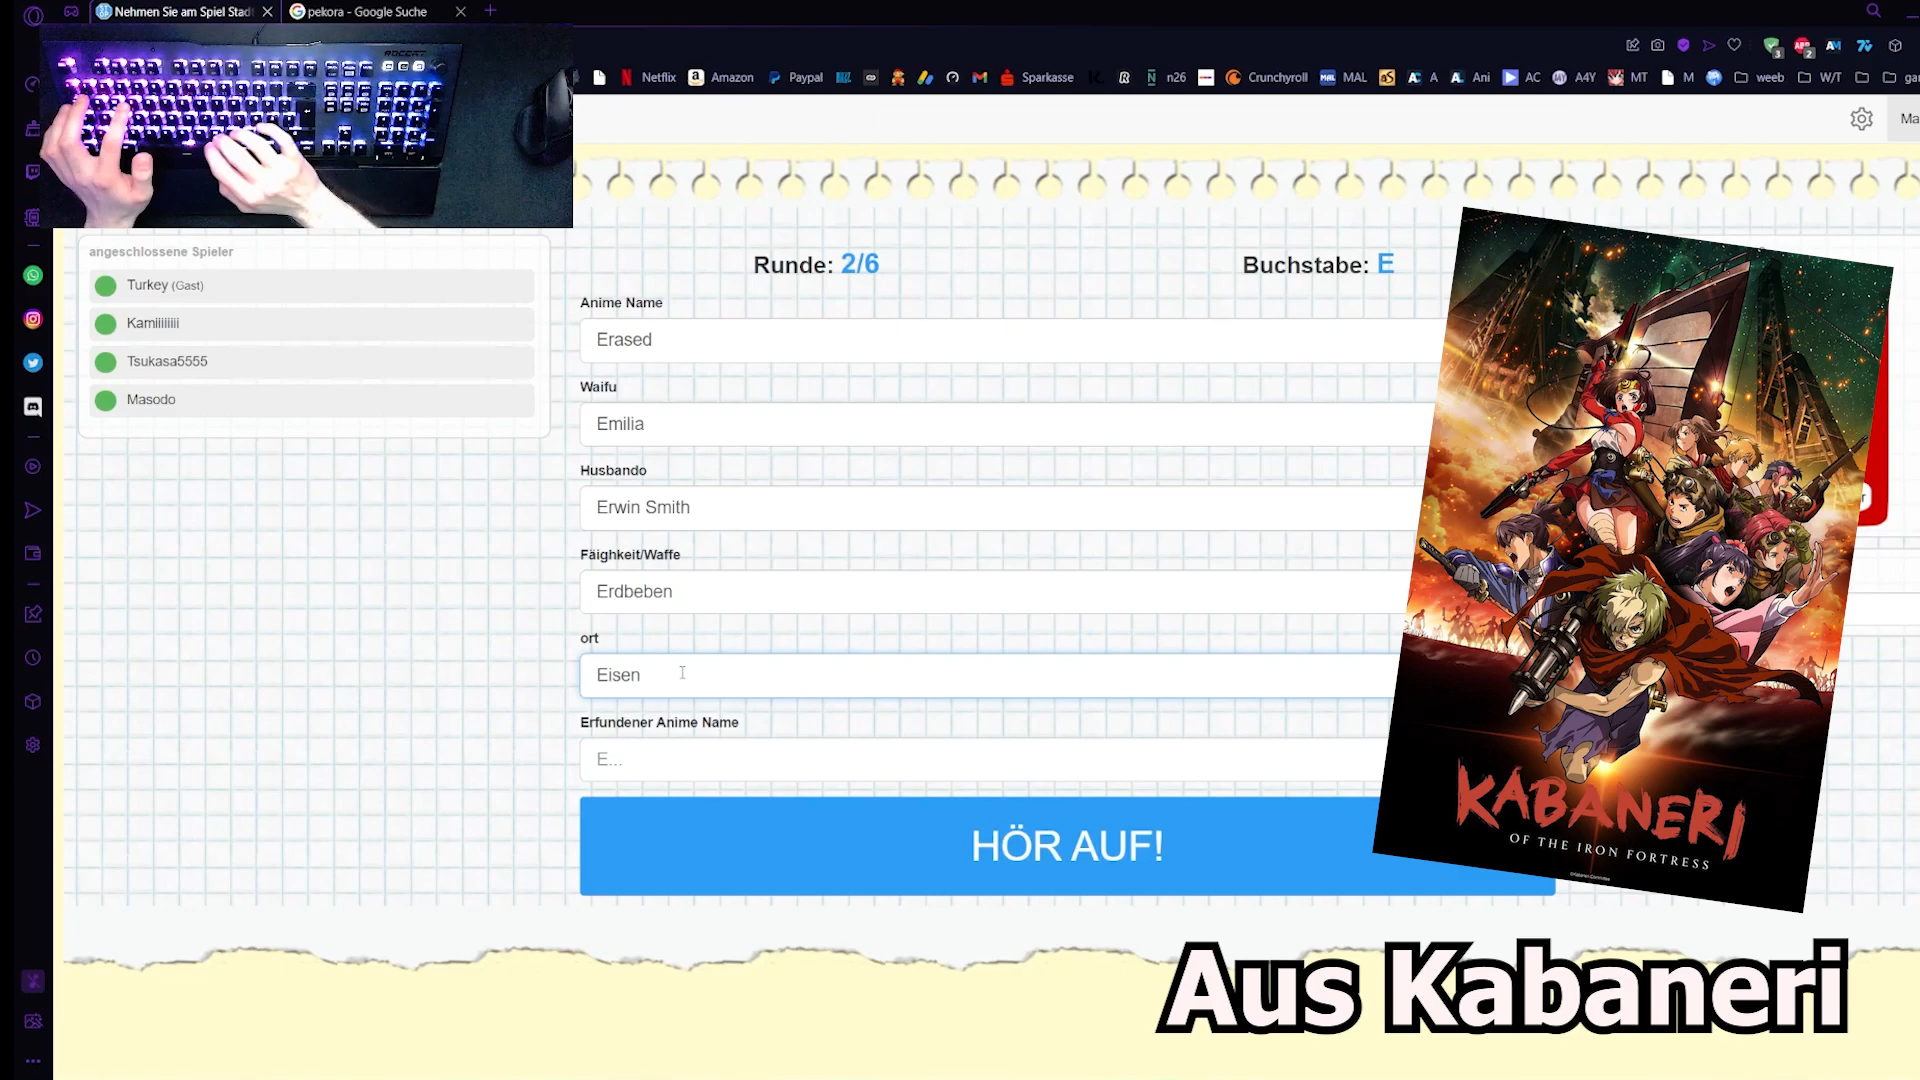 Nehmen Sie am Spiel Stadt
pekora - Google Suche
Netflix
Amazon
Paypal
Sparkasse
n26
Crunchyroll
MAL
A
Ani
AC
A4Y
MT
M
weeb
W/T
Ma
angeschlossene Spieler
Turkey (Gast)
Kamiiiiiiii
Tsukasa5555
Masodo
Runde: 2/6
Buchstabe: E
Anime Name
Erased
Waifu
Emilia
Husbando
Erwin Smith
Fäighkeit/Waffe
Erdbeben
ort
Eisen
Erfundener Anime Name
E...
HÖR AUF!
KABANERI
OF THE IRON FORTRESS
Aus Kabaneri